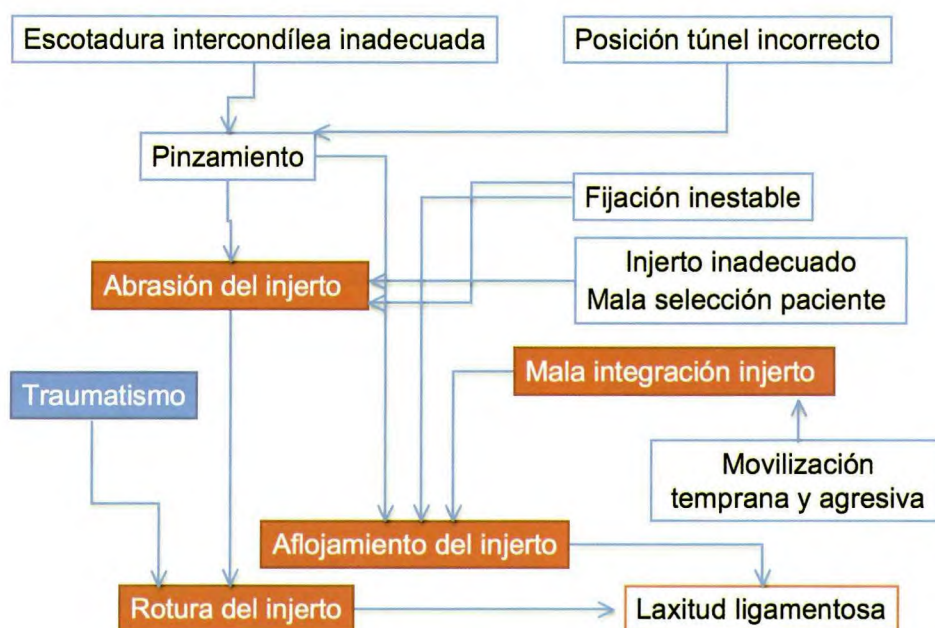 Escotadura intercondílea inadecuada
Posición túnel incorrecto
Pinzamiento
Fijación inestable
Abrasión del injerto
Injerto inadecuado
Mala selección paciente
Mala integración injerto
Traumatismo
Movilización
temprana y agresiva
Aflojamiento del injerto
Rotura del injerto
Laxitud ligamentosa